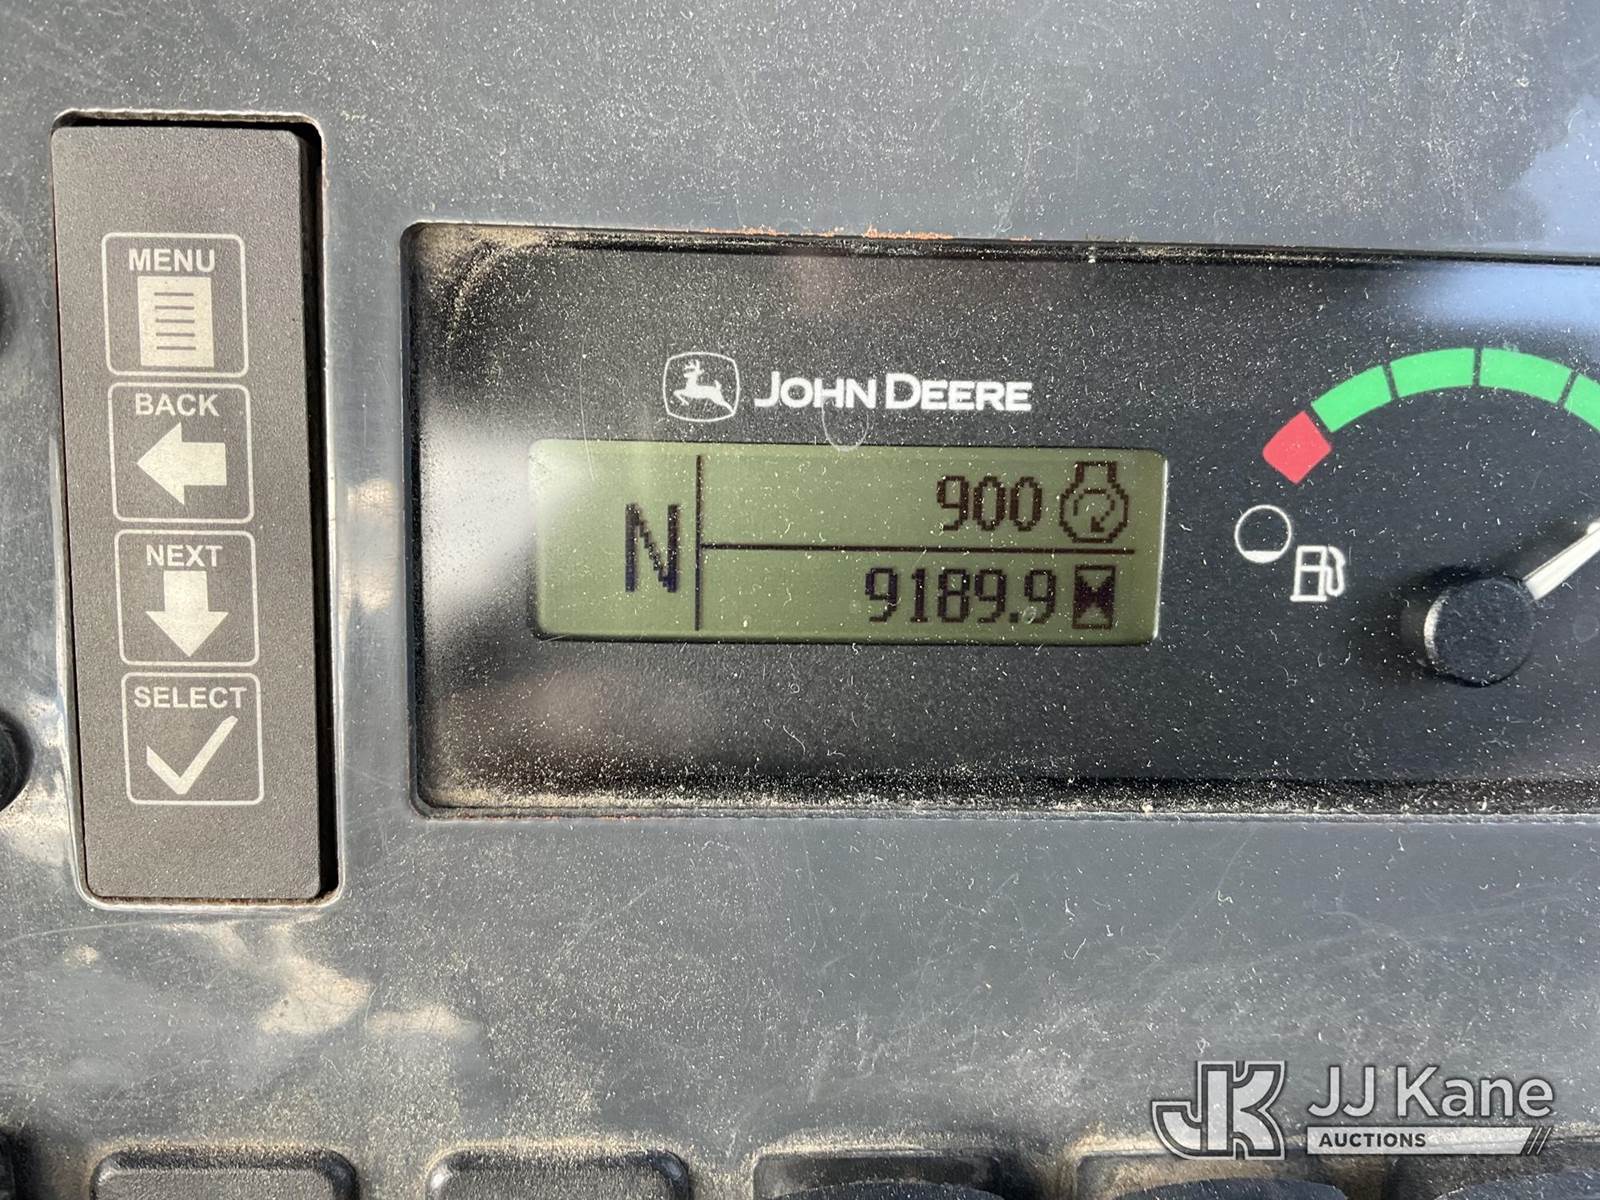 MENU
BACK
NEXT
SELECT
JOHN DEERE
N
900
9189.9
JJ Kane
AUCTIONS